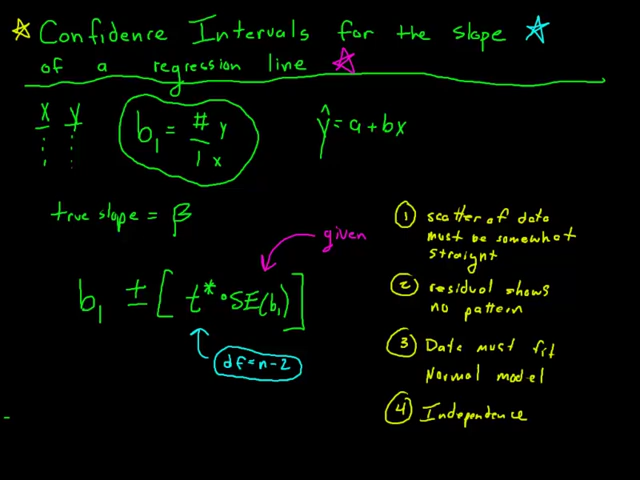 Confidence Intervals for the slope
of a regression line
x y
b₁ = # y
1 x
ŷ = a + bx
true slope = β
given
b₁ ± [t* · SE(b₁)]
df = n - 2
1 scatter of data
must be somewhat
straignt
2 residual shows
no pattern
3 Data must fit
Normal model
4 Independence